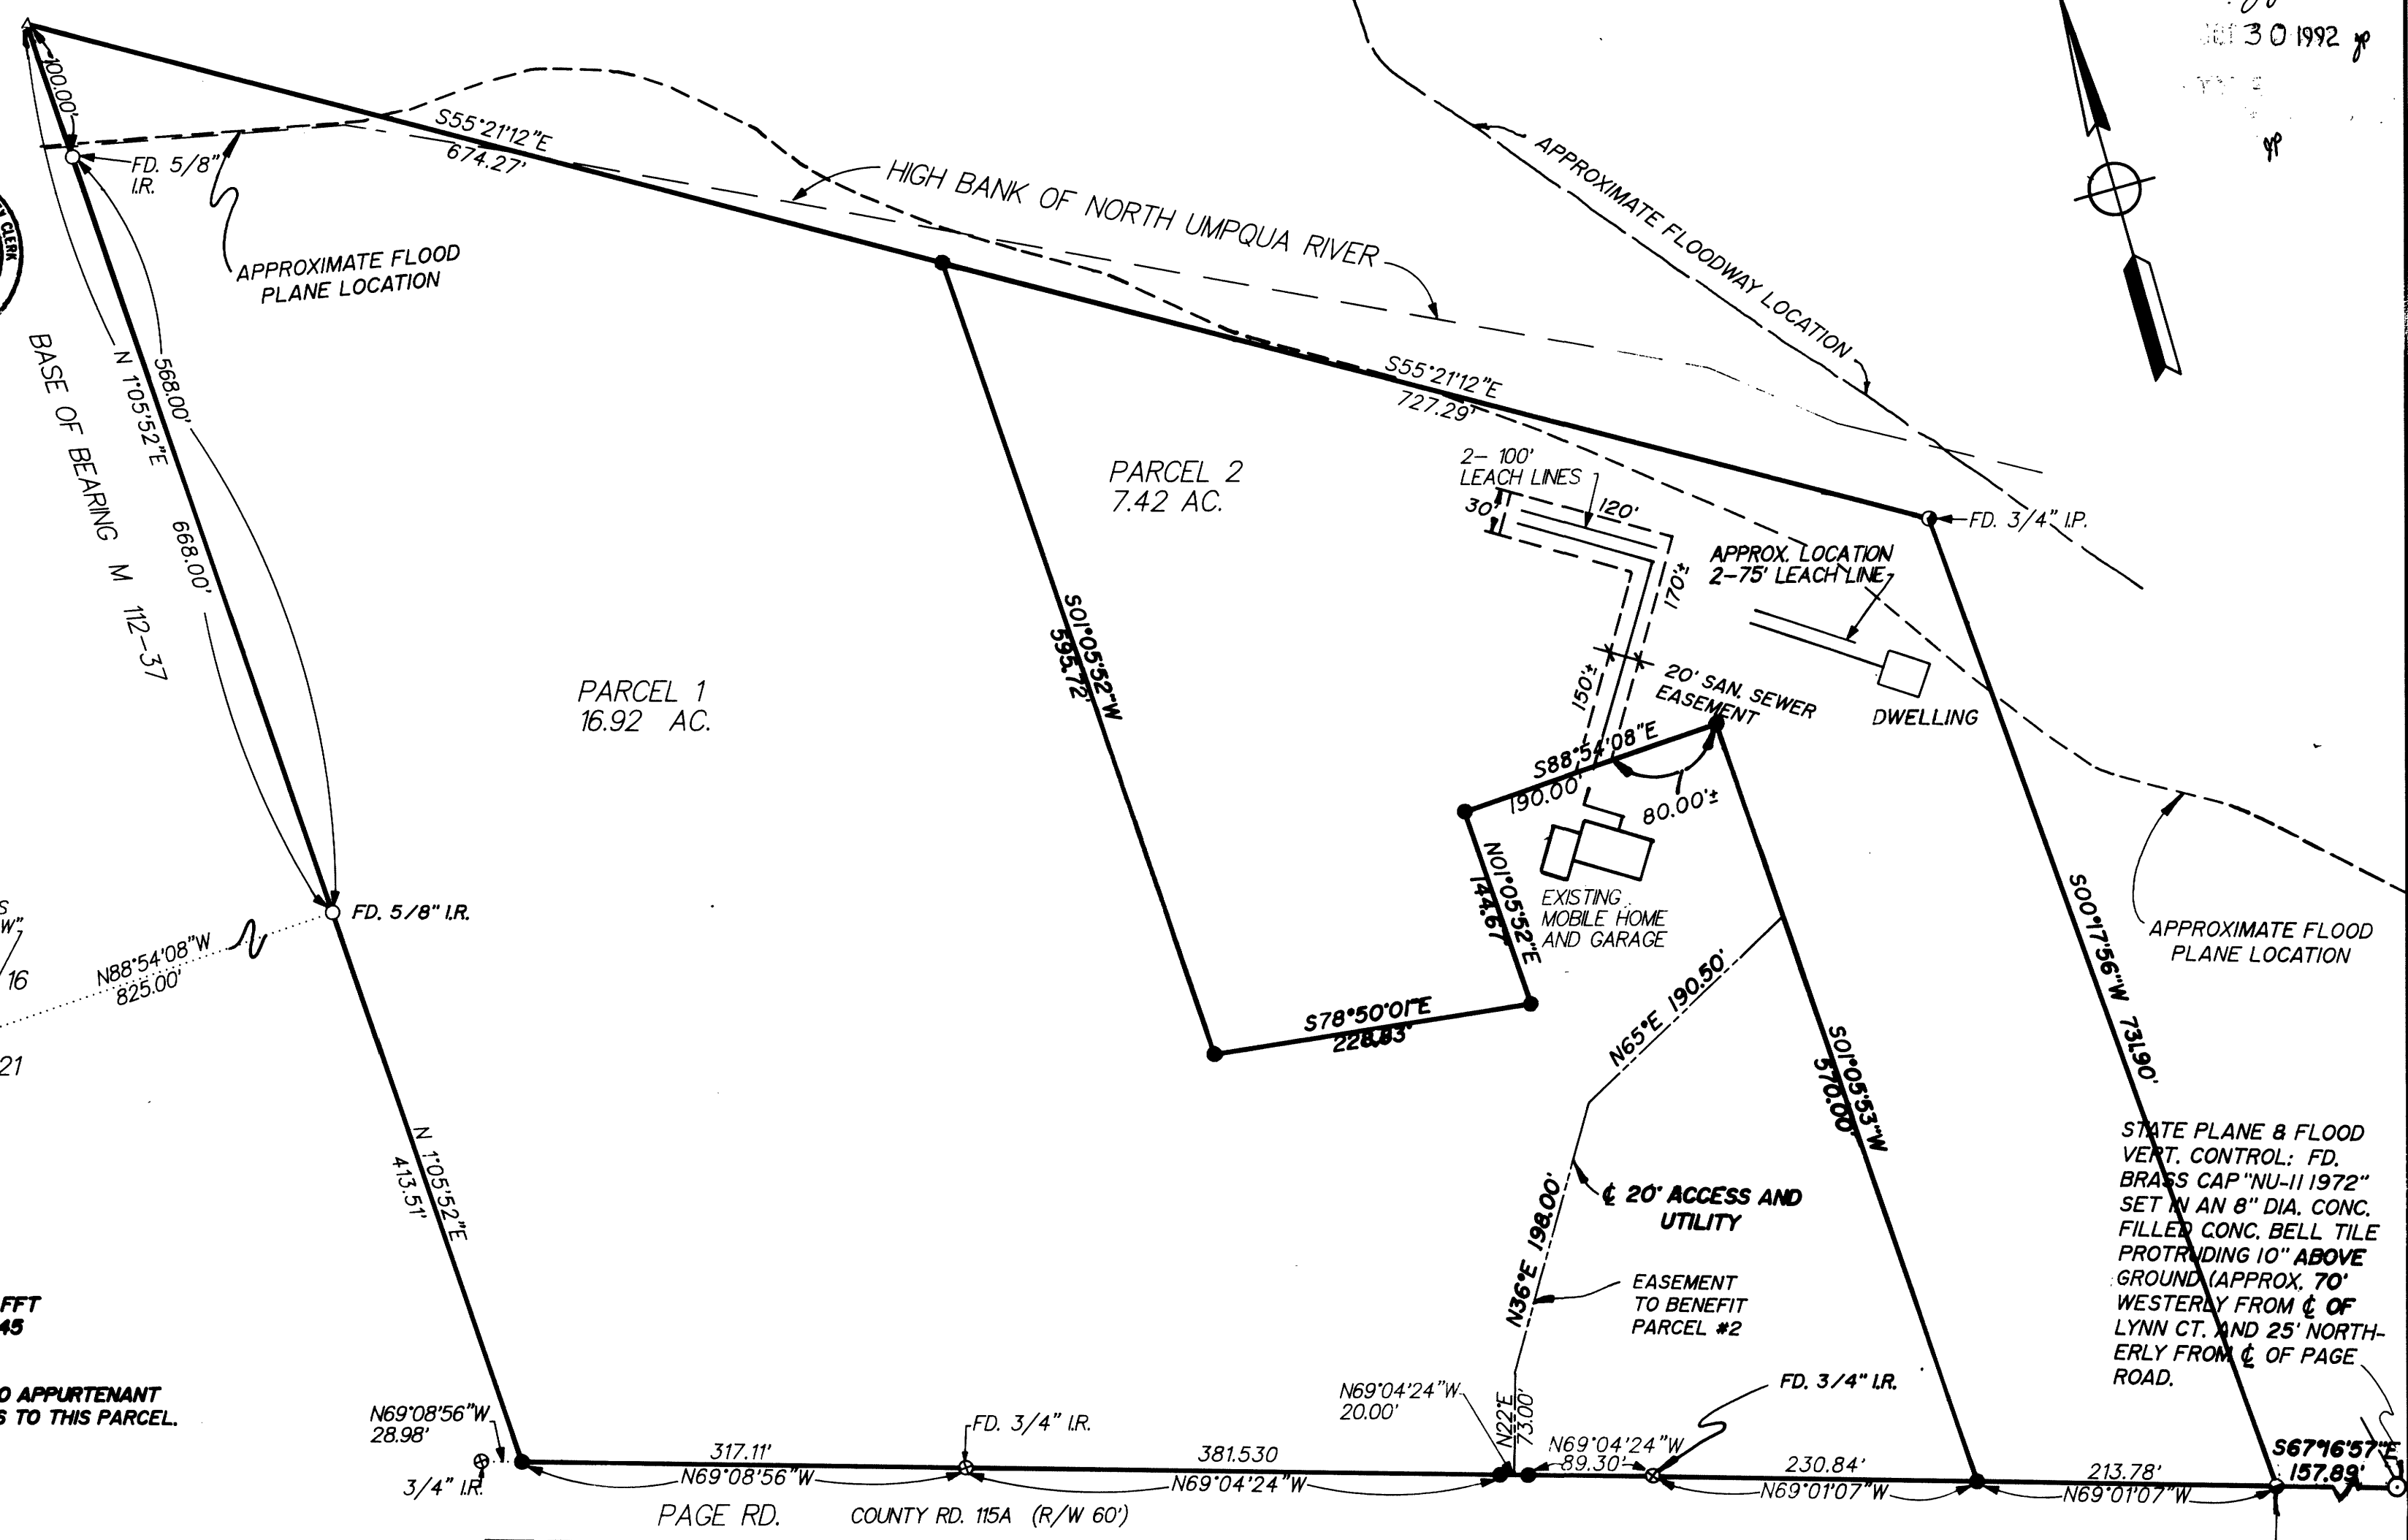 30 1992 JP
JP
CLERK
100.00'
FD. 5/8"
I.R.
APPROXIMATE FLOOD
PLANE LOCATION
S55°21'12"E
674.27'
HIGH BANK OF NORTH UMPQUA RIVER
APPROXIMATE FLOODWAY LOCATION
BASE OF BEARING M 112-37
N 1°05'52"E
668.00'
568.00'
S55°21'12"E
727.29'
PARCEL 2
7.42 AC.
2- 100'
LEACH LINES
30'
120'
170'±
150'±
FD. 3/4" I.P.
APPROX. LOCATION
2-75' LEACH LINE
20' SAN. SEWER
EASEMENT
DWELLING
PARCEL 1
16.92 AC.
S01°05'52"W
595.72'
S88°54'08"E
190.00'
80.00'±
N01°05'52"E
144.67'
EXISTING
MOBILE HOME
AND GARAGE
FD. 5/8" I.R.
N88°54'08"W
825.00'
S
W"
16
21
S78°50'01"E
N65°E 190.50'
S01°05'53"W
570.00'
S00°17'56"W 731.90'
APPROXIMATE FLOOD
PLANE LOCATION
N 1°05'52"E
413.51'
N36°E 198.00'
℄ 20' ACCESS AND
UTILITY
EASEMENT
TO BENEFIT
PARCEL #2
STATE PLANE & FLOOD
VERT. CONTROL: FD.
BRASS CAP "NU-11 1972"
SET IN AN 8" DIA. CONC.
FILLED CONC. BELL TILE
PROTRUDING 10" ABOVE
GROUND (APPROX. 70'
WESTERLY FROM ℄ OF
LYNN CT. AND 25' NORTH-
ERLY FROM ℄ OF PAGE
ROAD.
FFT
45
O APPURTENANT
S TO THIS PARCEL.
N69°08'56"W
28.98'
3/4" I.R.
317.11'
N69°08'56"W
FD. 3/4" I.R.
381.530
N69°04'24"W
N69°04'24"W
20.00'
N22°E
73.00'
N69°04'24"W
89.30'
FD. 3/4" I.R.
230.84'
N69°01'07"W
213.78'
N69°01'07"W
S67°16'57"E
157.89'
PAGE RD. COUNTY RD. 115A (R/W 60')